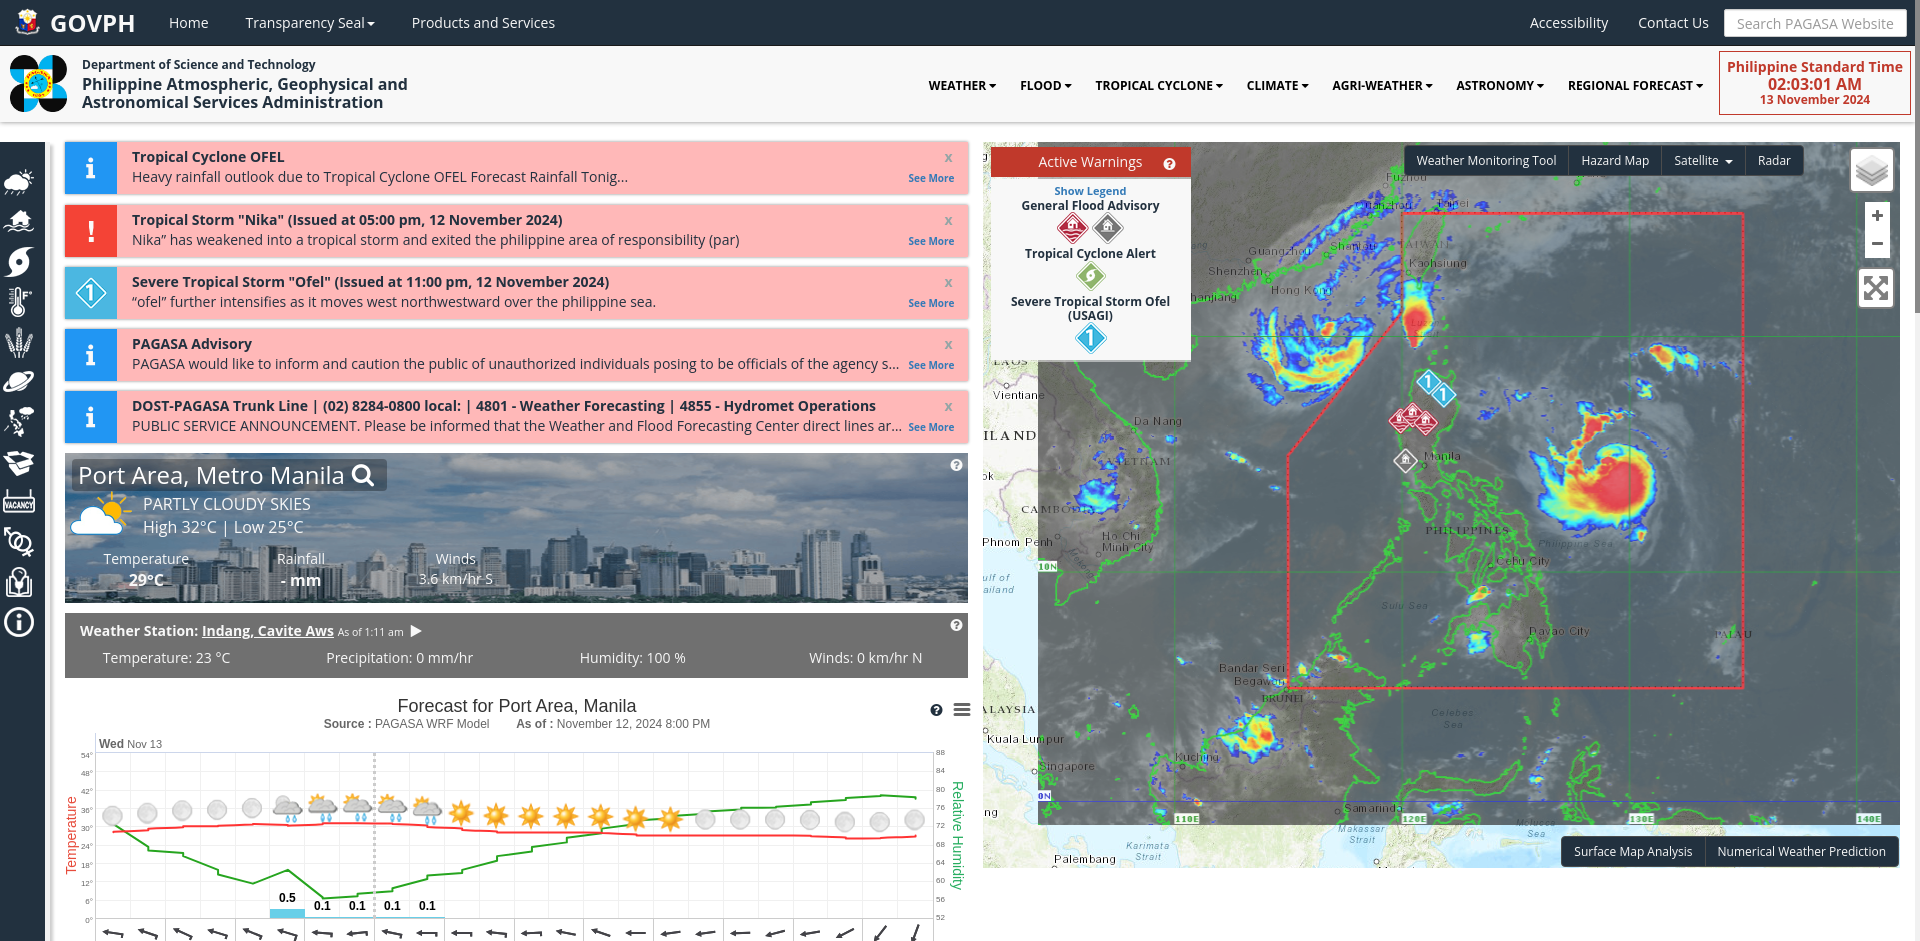 GOVPH
Home
Transparency Seal
Products and Services
Accessibility
Contact Us
Search PAGASA Website
Department of Science and Technology
Philippine Atmospheric, Geophysical and
Astronomical Services Administration
WEATHER
FLOOD
TROPICAL CYCLONE
CLIMATE
AGRI-WEATHER
ASTRONOMY
REGIONAL FORECAST
Philippine Standard Time
02:03:01 AM
13 November 2024
Tropical Cyclone OFEL
x
Heavy rainfall outlook due to Tropical Cyclone OFEL Forecast Rainfall Tonig...
See More
Tropical Storm "Nika" (Issued at 05:00 pm, 12 November 2024)
x
Nika” has weakened into a tropical storm and exited the philippine area of responsibility (par)
See More
1
Severe Tropical Storm "Ofel" (Issued at 11:00 pm, 12 November 2024)
x
“ofel” further intensifies as it moves west northwestward over the philippine sea.
See More
PAGASA Advisory
x
PAGASA would like to inform and caution the public of unauthorized individuals posing to be officials of the agency s...
See More
DOST-PAGASA Trunk Line | (02) 8284-0800 local: | 4801 - Weather Forecasting | 4855 - Hydromet Operations
x
PUBLIC SERVICE ANNOUNCEMENT. Please be informed that the Weather and Flood Forecasting Center direct lines ar...
See More
VACANCY
Port Area, Metro Manila
PARTLY CLOUDY SKIES
High 32°C | Low 25°C
Temperature
Rainfall
Winds
29°C
- mm
3.6 km/hr S
Weather Station: Indang, Cavite Aws As of 1:11 am
Temperature: 23 °C
Precipitation: 0 mm/hr
Humidity: 100 %
Winds: 0 km/hr N
Forecast for Port Area, Manila
Source : PAGASA WRF Model
As of : November 12, 2024 8:00 PM
Wed Nov 13
Temperature
54°
48°
42°
36°
30°
24°
18°
12°
6°
0°
0.5
0.1
0.1
0.1
0.1
88
84
80
76
72
68
64
60
56
52
Relative Humidity
Active Warnings
Show Legend
General Flood Advisory
Tropical Cyclone Alert
Severe Tropical Storm Ofel
(USAGI)
1
Weather Monitoring Tool
Hazard Map
Satellite
Radar
+
−
Fuzhou
Taipei
Guangzhou
Shantou
TAIWAN
Shenzhen
Kaohsiung
Hong Kong
hanjiang
LAOS
Vientiane
1
1
Da Nang
ILAND
VIETNAM
Manila
ok
CAMBODI
PHILIPPINES
Phnom Penh
Ho Chi
Minh City
Philippine Sea
Cebu City
10N
ulf of
ailand
Sulu Sea
Davao City
PALAU
Bandar Seri
Begawan
BRUNEI
ALAYSIA
Celebes
Sea
Kuala Lumpur
Kuching
Singapore
0N
ng
Samarind
110E
120E
130E
140E
Makassar
Strait
Molucca
Sea
Karimata
Strait
Palembang
Surface Map Analysis
Numerical Weather Prediction